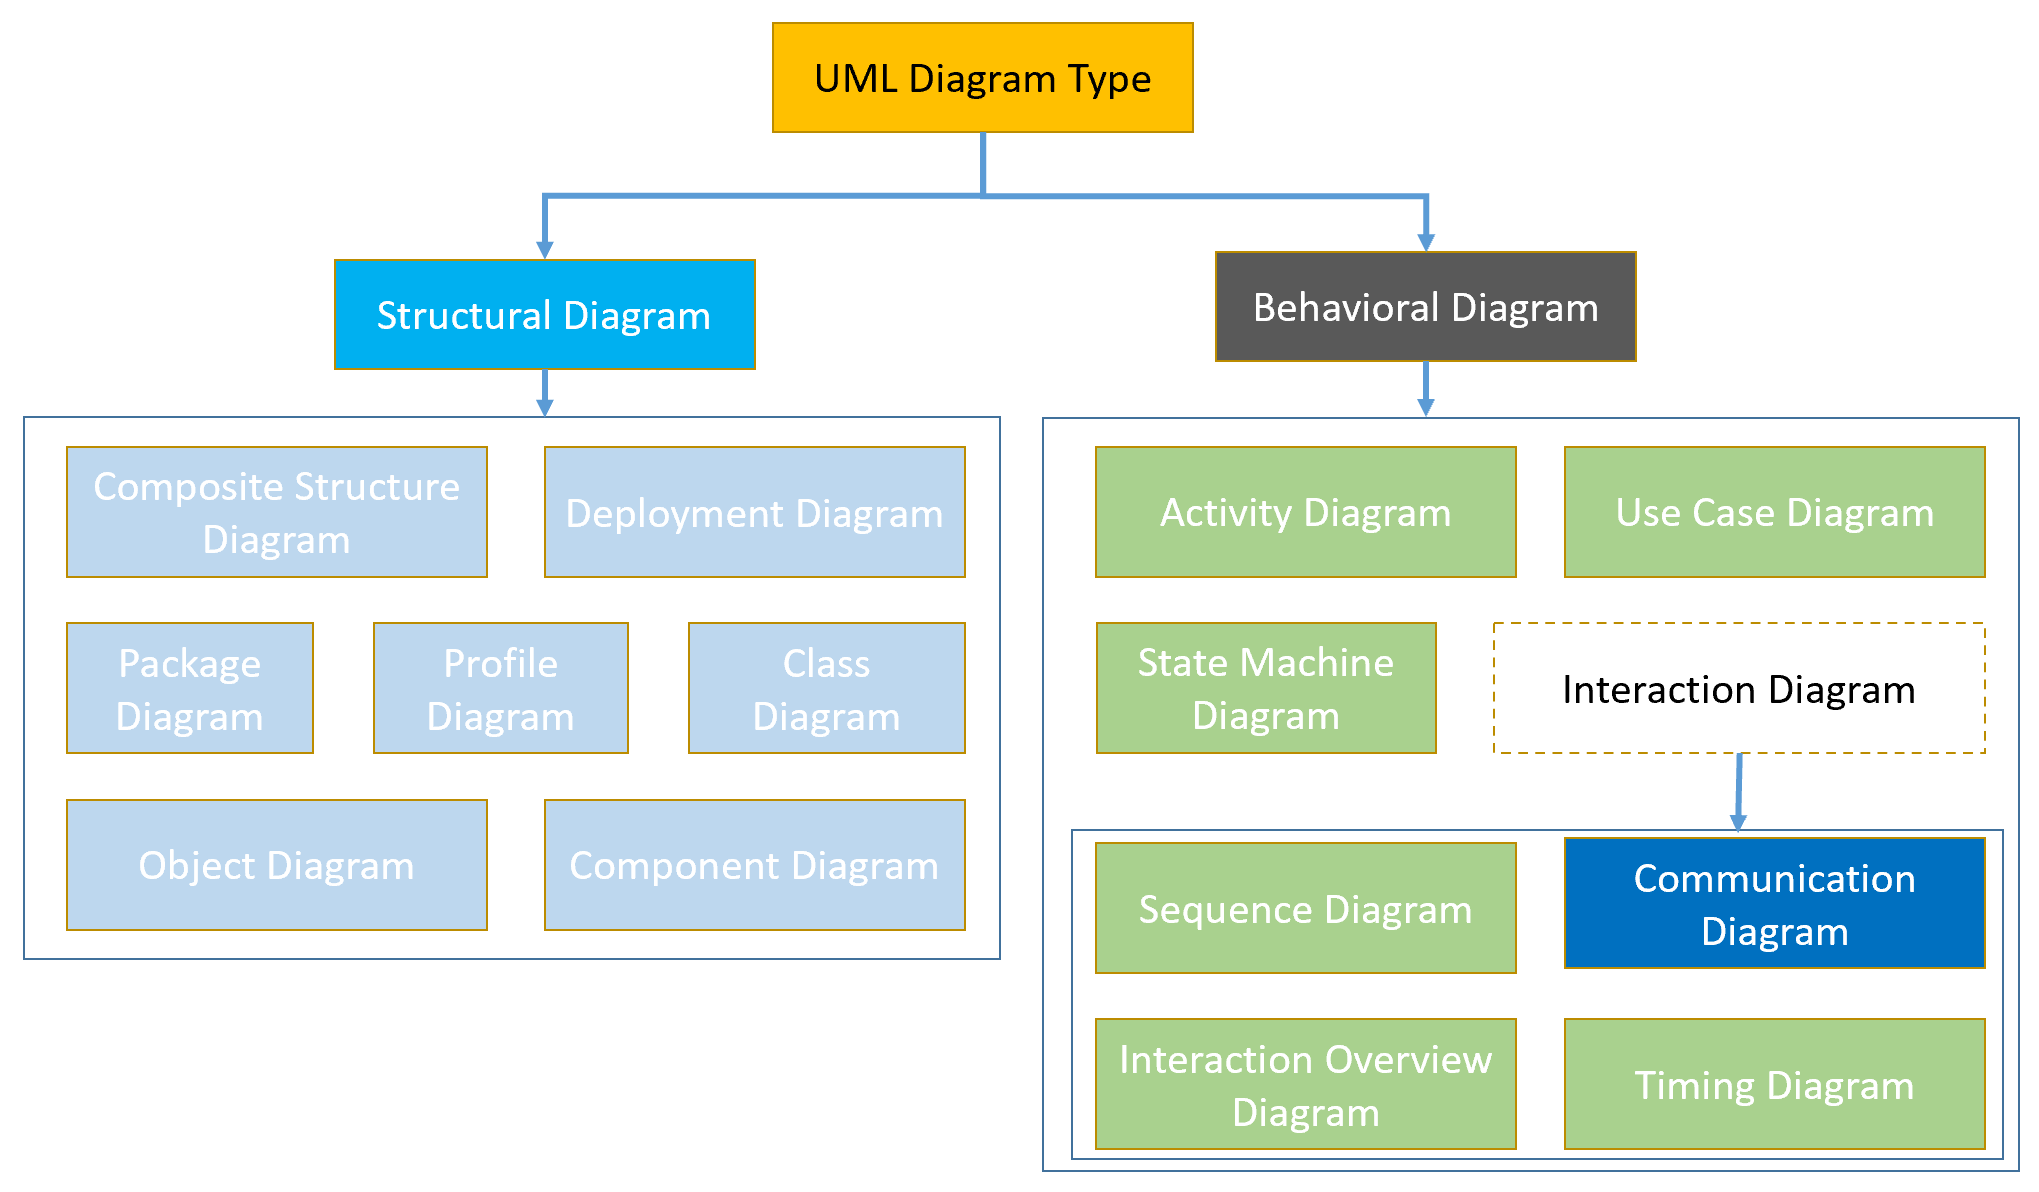 UML Diagram Type
Structural Diagram
Behavioral Diagram
Composite Structure
Diagram
Deployment Diagram
Package
Diagram
Profile
Diagram
Class
Diagram
Object Diagram
Component Diagram
Activity Diagram
Use Case Diagram
State Machine
Diagram
Interaction Diagram
Sequence Diagram
Communication
Diagram
Interaction Overview
Diagram
Timing Diagram